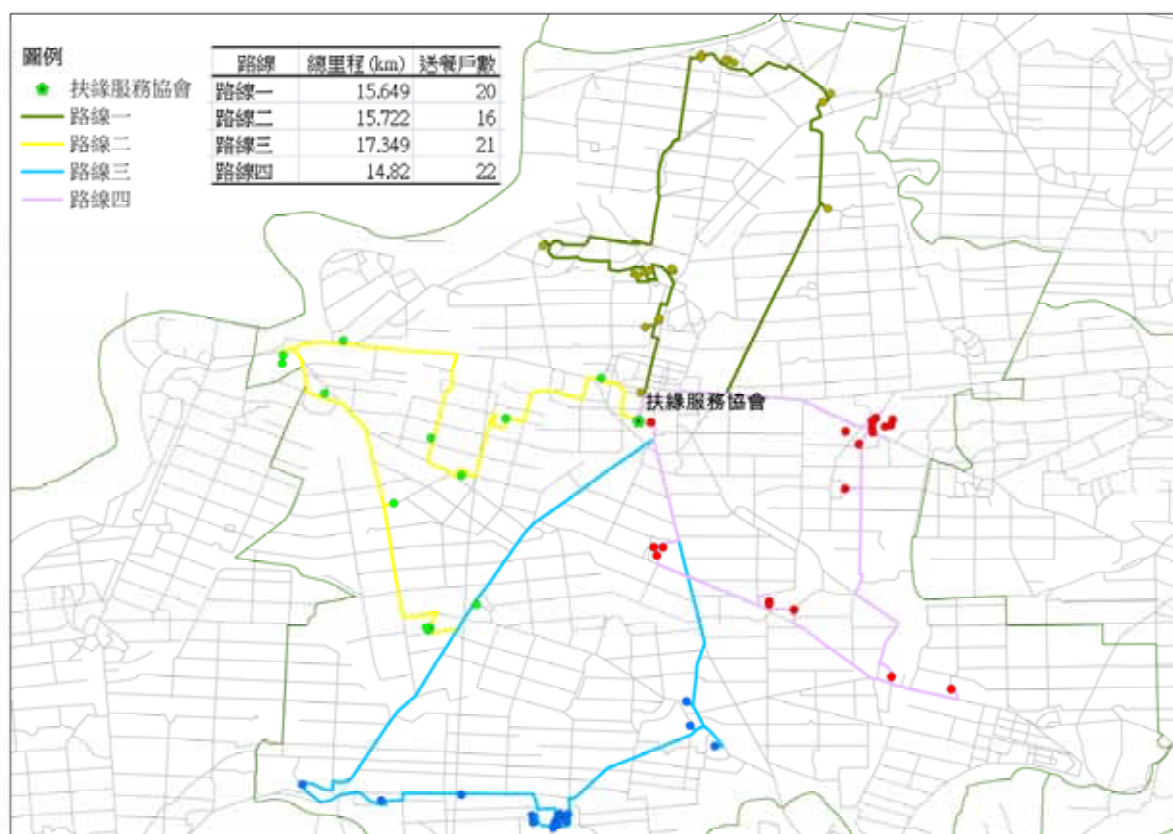 圖例
扶緣服務協會
路線一
路線二
路線三
路線四
路線 總里程(km) 送餐戶數
路線一 15.649 20
路線二 15.722 16
路線三 17.349 21
路線四 14.82 22
扶緣服務協會